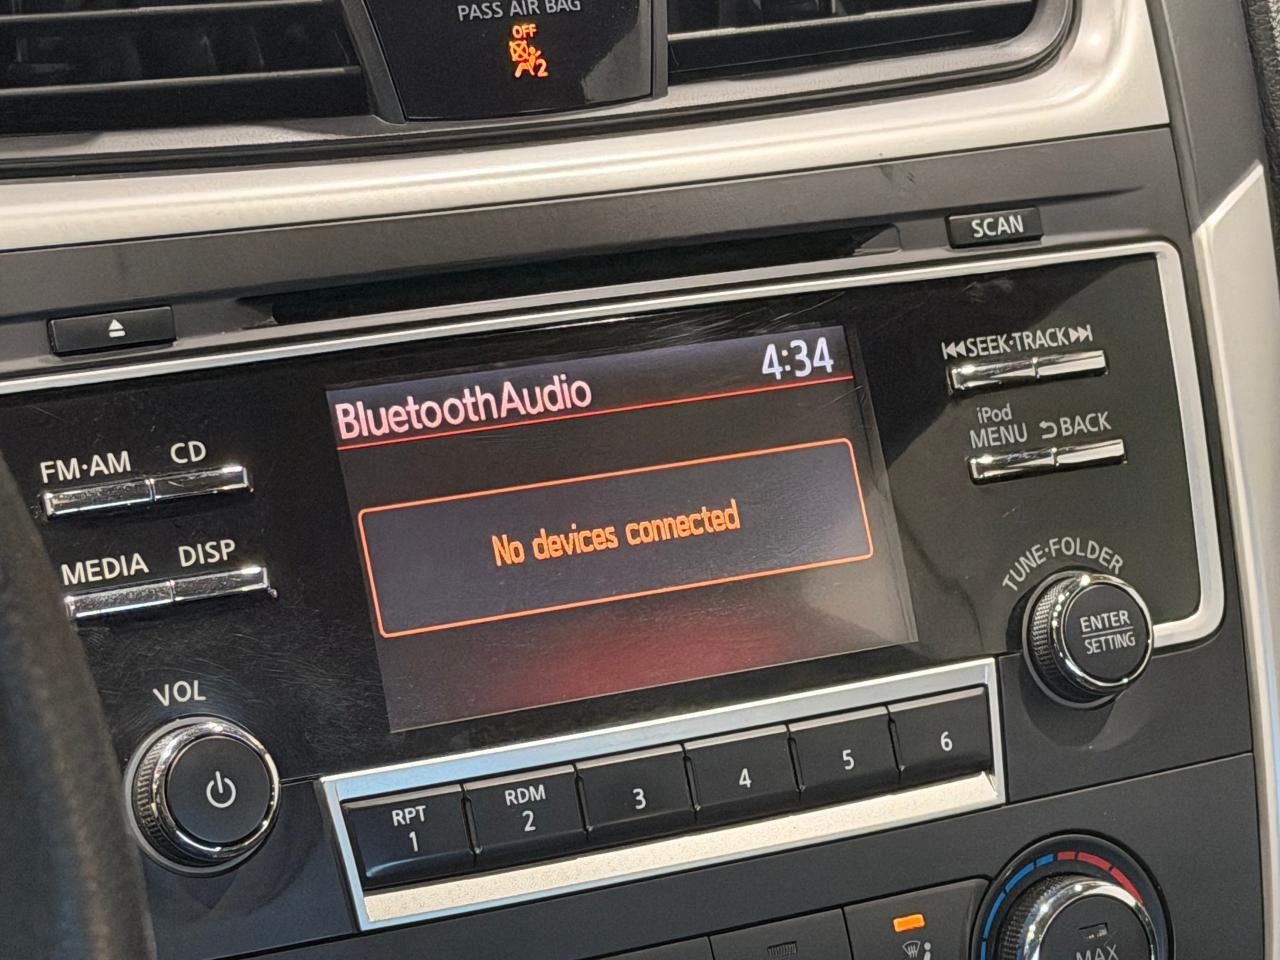 PASS AIR BAG
OFF
2
SCAN
BluetoothAudio
4:34
SEEK·TRACK
FM·AM
CD
iPod
MENU
BACK
No devices connected
MEDIA
DISP
TUNE·FOLDER
ENTER
SETTING
VOL
RPT
1
RDM
2
3
4
5
6
MAX